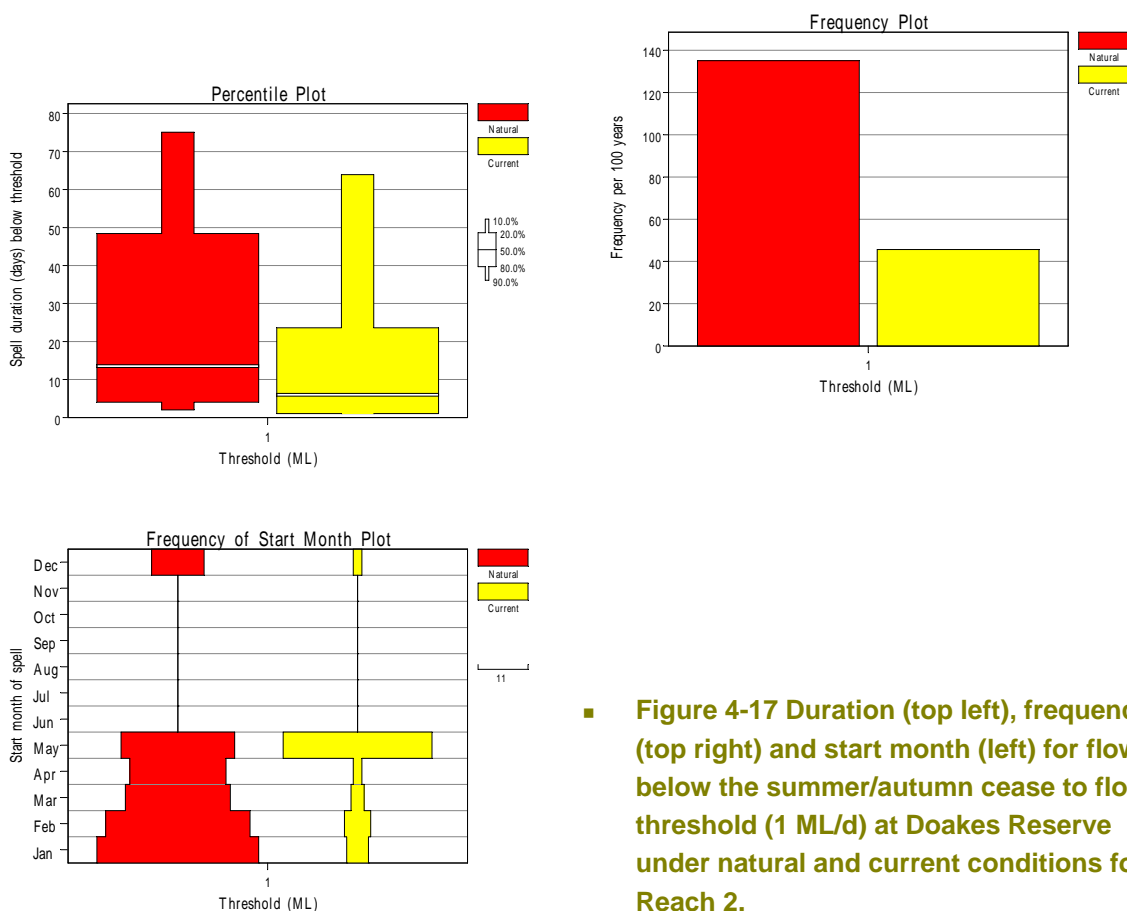 Percentile Plot
80
70
60
50
40
30
20
10
0
Spell duration (days) below threshold
1
Threshold (ML)
Natural
Current
10.0%
20.0%
50.0%
80.0%
90.0%
Frequency Plot
140
120
100
80
60
40
20
0
Frequency per 100 years
1
Threshold (ML)
Natural
Current
Frequency of Start Month Plot
Dec
Nov
Oct
Sep
Aug
Jul
Jun
May
Apr
Mar
Feb
Jan
Start month of spell
1
Threshold (ML)
Natural
Current
11
▪ Figure 4-17 Duration (top left), frequenc
(top right) and start month (left) for flow
below the summer/autumn cease to flo
threshold (1 ML/d) at Doakes Reserve
under natural and current conditions fo
Reach 2.